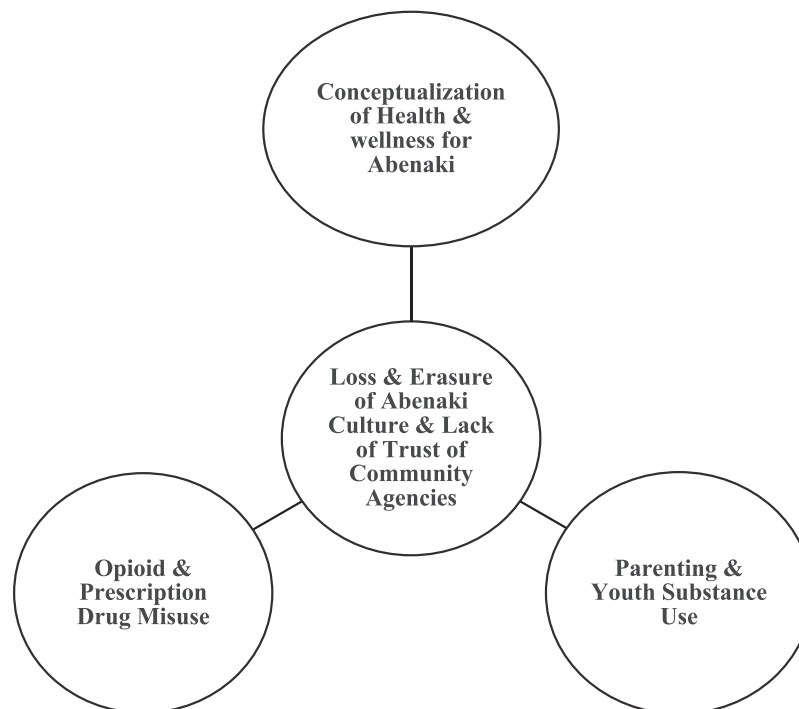 Conceptualization
of Health &
wellness for
Abenaki
Loss & Erasure
of Abenaki
Culture & Lack
of Trust of
Community
Agencies
Opioid &
Prescription
Drug Misuse
Parenting &
Youth Substance
Use